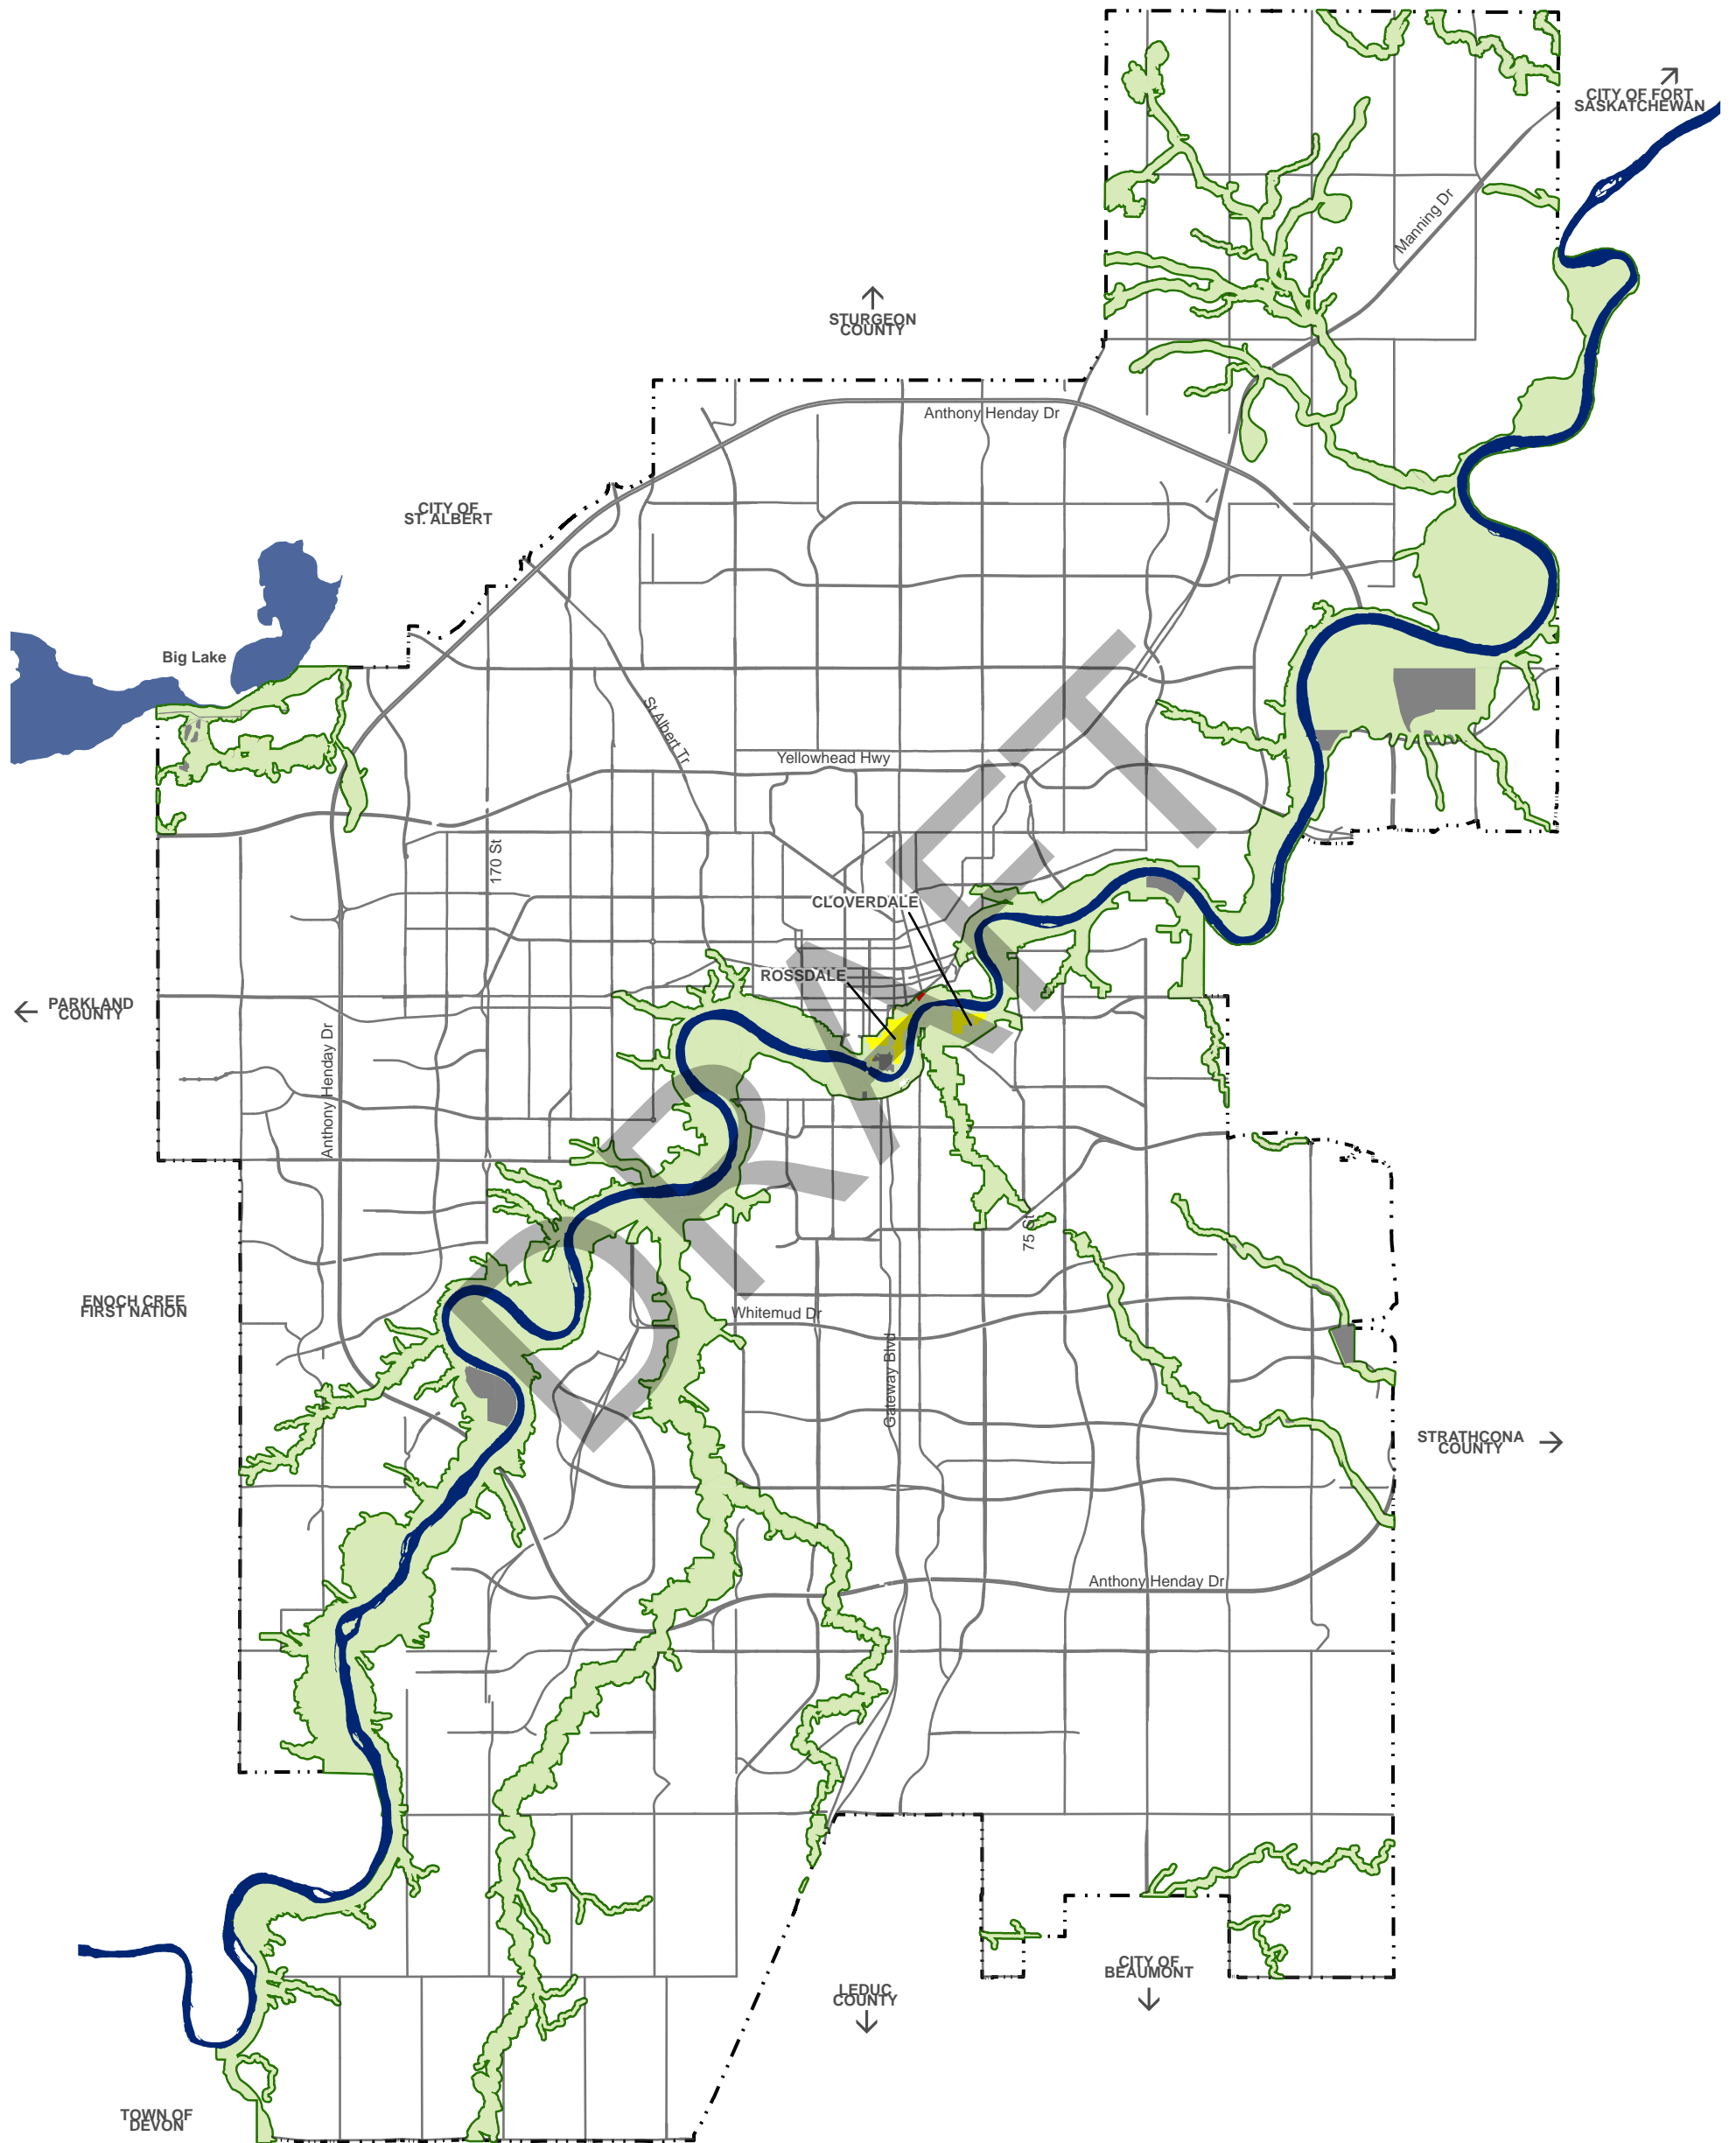 CITY OF FORT
SASKATCHEWAN
Manning Dr
STURGEON
COUNTY
Anthony Henday Dr
CITY OF
ST. ALBERT
Big Lake
St Albert Tr
Yellowhead Hwy
170 St
CLOVERDALE
ROSSDALE
PARKLAND
COUNTY
Anthony Henday Dr
DRAFT
75 St
ENOCH CREE
FIRST NATION
Whitemud Dr
Gateway Blvd
STRATHCONA
COUNTY
Anthony Henday Dr
CITY OF
BEAUMONT
LEDUC
COUNTY
TOWN OF
DEVON